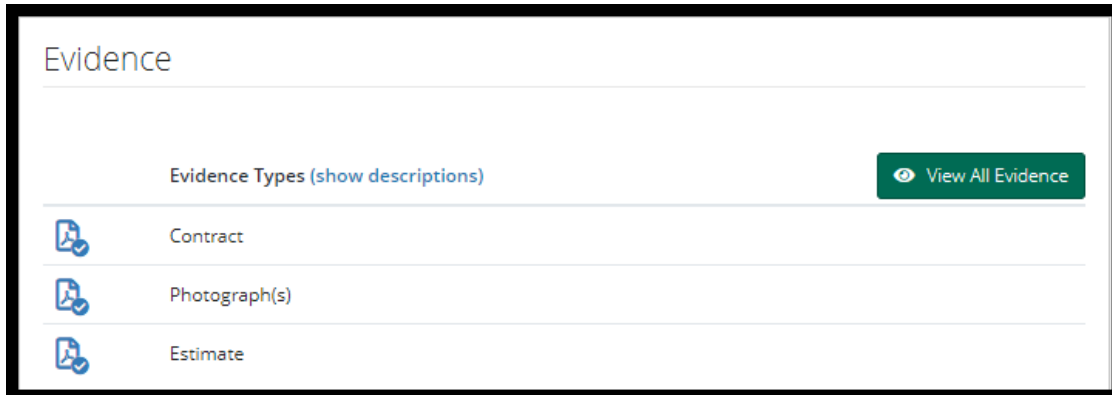 Evidence
Evidence Types (show descriptions) View All Evidence
Contract
Photograph(s)
Estimate